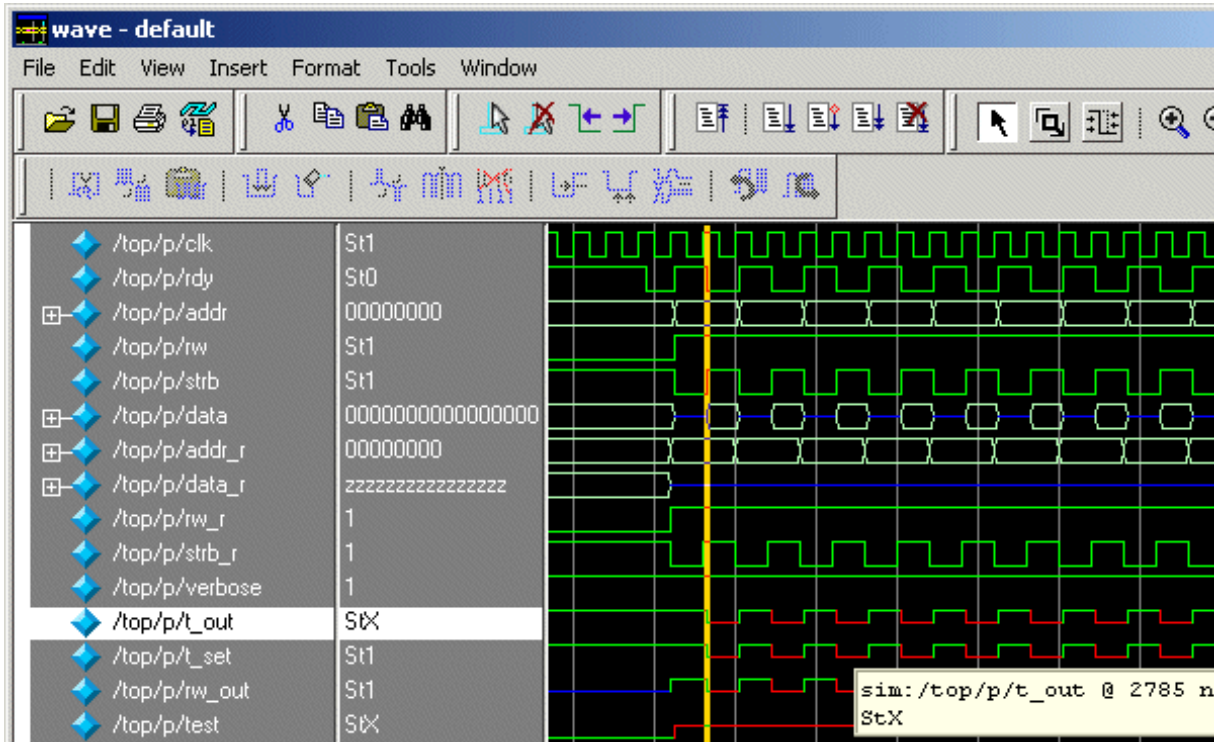 wave - default
File Edit View Insert Format Tools Window
/top/p/clk St1
/top/p/rdy St0
/top/p/addr 00000000
/top/p/rw St1
/top/p/strb St1
/top/p/data 0000000000000000
/top/p/addr_r 00000000
/top/p/data_r zzzzzzzzzzzzzzzz
/top/p/rw_r 1
/top/p/strb_r 1
/top/p/verbose 1
/top/p/t_out StX
/top/p/t_set St1
/top/p/rw_out St1
/top/p/test StX
sim:/top/p/t_out @ 2785 n
StX